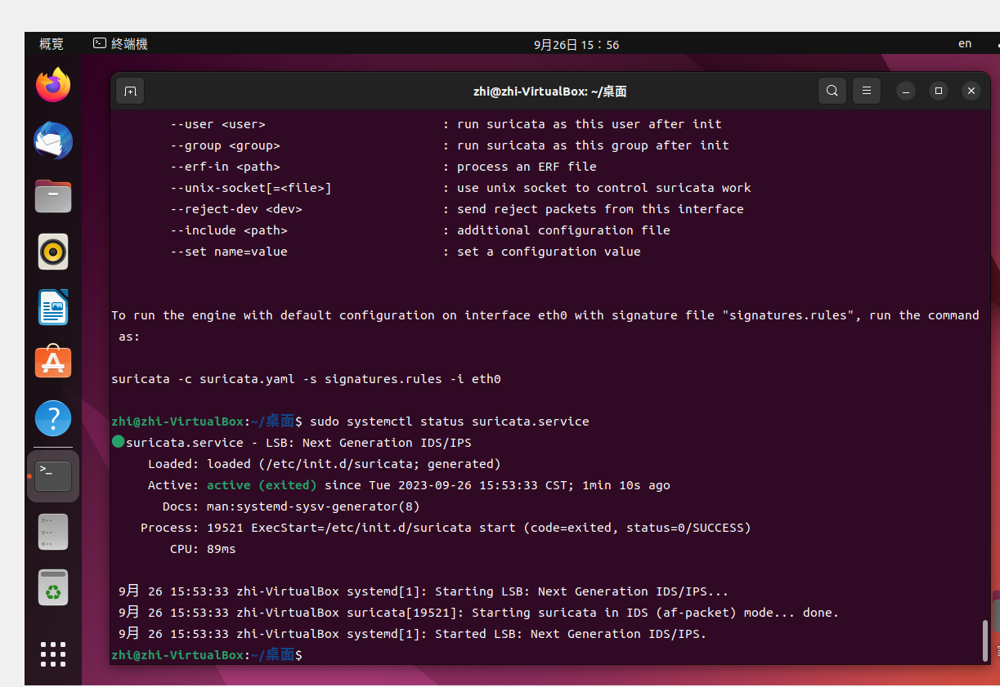 概覽 終端機 9月26日 15：56 en
zhi@zhi-VirtualBox: ~/桌面
--user <user> : run suricata as this user after init
--group <group> : run suricata as this group after init
--erf-in <path> : process an ERF file
--unix-socket[=<file>] : use unix socket to control suricata work
--reject-dev <dev> : send reject packets from this interface
--include <path> : additional configuration file
--set name=value : set a configuration value
To run the engine with default configuration on interface eth0 with signature file "signatures.rules", run the command
as:
suricata -c suricata.yaml -s signatures.rules -i eth0
zhi@zhi-VirtualBox:~/桌面$ sudo systemctl status suricata.service
suricata.service - LSB: Next Generation IDS/IPS
Loaded: loaded (/etc/init.d/suricata; generated)
Active: active (exited) since Tue 2023-09-26 15:53:33 CST; 1min 10s ago
Docs: man:systemd-sysv-generator(8)
Process: 19521 ExecStart=/etc/init.d/suricata start (code=exited, status=0/SUCCESS)
CPU: 89ms
9月 26 15:53:33 zhi-VirtualBox systemd[1]: Starting LSB: Next Generation IDS/IPS...
9月 26 15:53:33 zhi-VirtualBox suricata[19521]: Starting suricata in IDS (af-packet) mode... done.
9月 26 15:53:33 zhi-VirtualBox systemd[1]: Started LSB: Next Generation IDS/IPS.
zhi@zhi-VirtualBox:~/桌面$